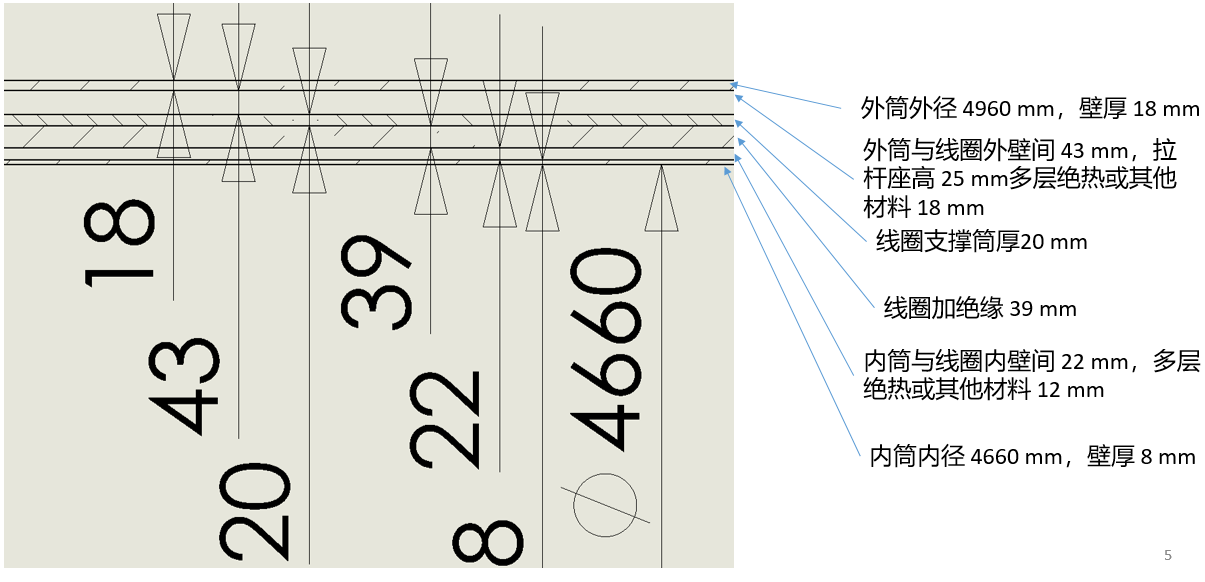 18
43
20
39
22
8
4660
外筒外径 4960 mm，壁厚 18 mm
外筒与线圈外壁间 43 mm，拉
杆座高 25 mm多层绝热或其他
材料 18 mm
线圈支撑筒厚20 mm
线圈加绝缘 39 mm
内筒与线圈内壁间 22 mm，多层
绝热或其他材料 12 mm
内筒内径 4660 mm，壁厚 8 mm
5